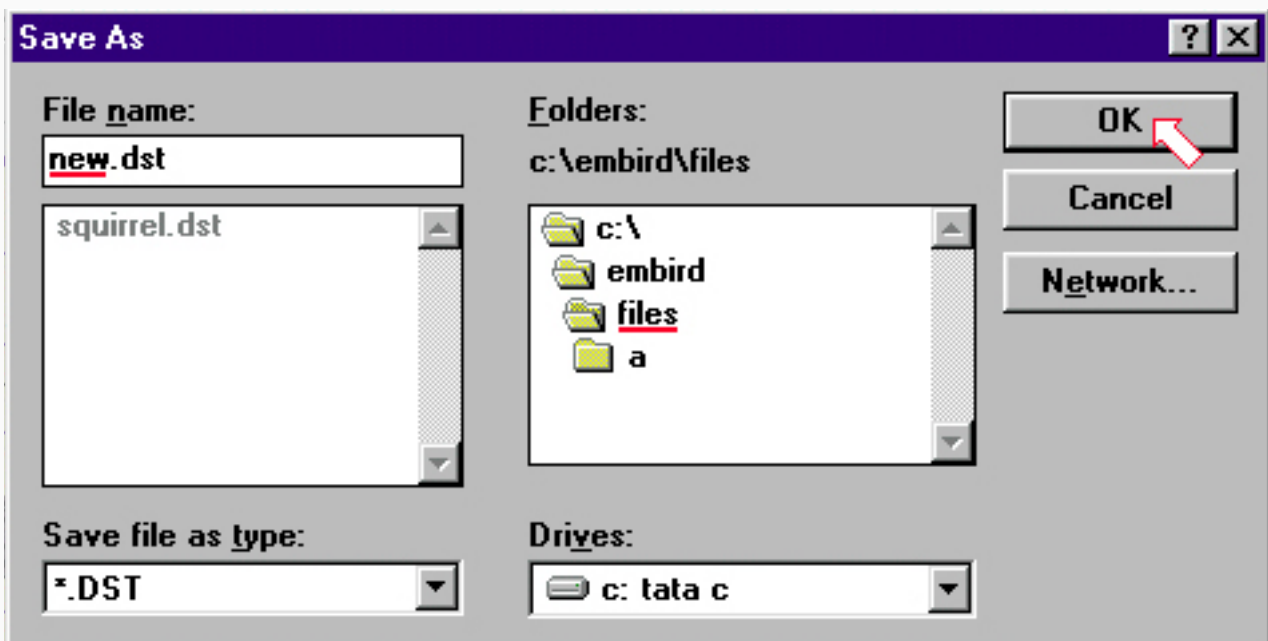 Save As
File name:
new.dst
squirrel.dst
Save file as type:
*.DST
Folders:
c:\embird\files
c:\
embird
files
a
Drives:
c: tata c
OK
Cancel
Network...